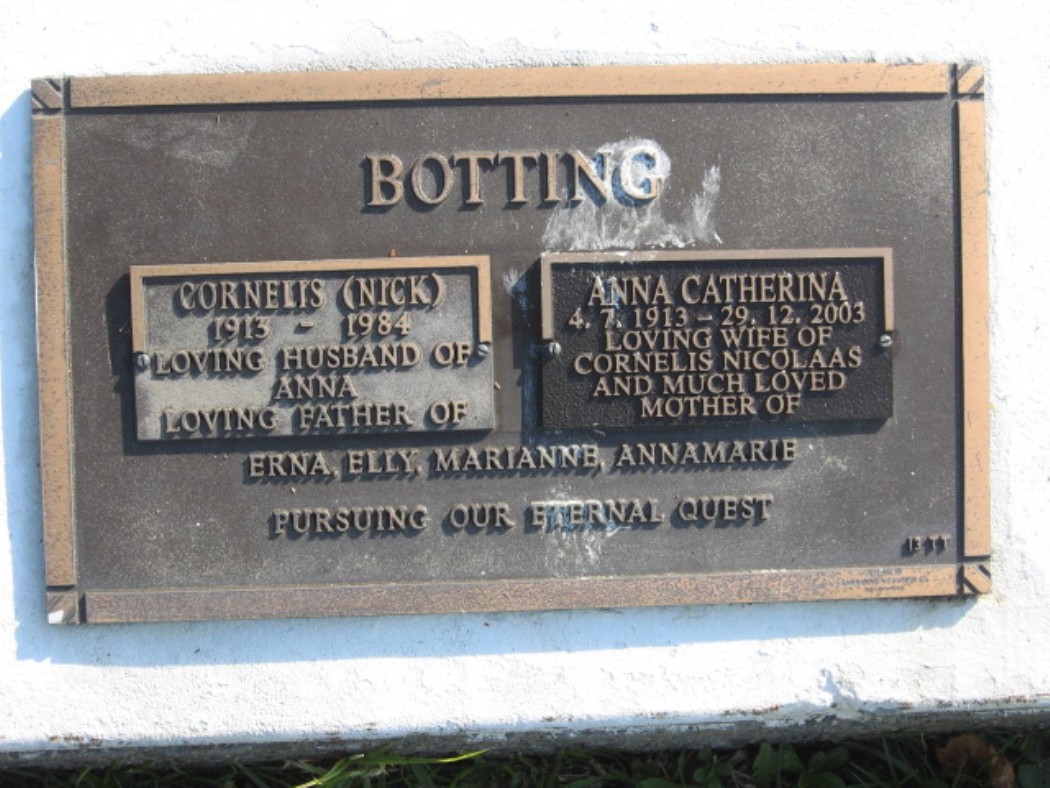 BOTTING
CORNELIS (NICK)
1913 - 1984
LOVING HUSBAND OF
ANNA
LOVING FATHER OF
ANNA CATHERINA
4. 7. 1913 - 29. 12. 2003
LOVING WIFE OF
CORNELIS NICOLAAS
AND MUCH LOVED
MOTHER OF
ERNA, ELLY, MARIANNE, ANNAMARIE
PURSUING OUR ETERNAL QUEST
13 TT